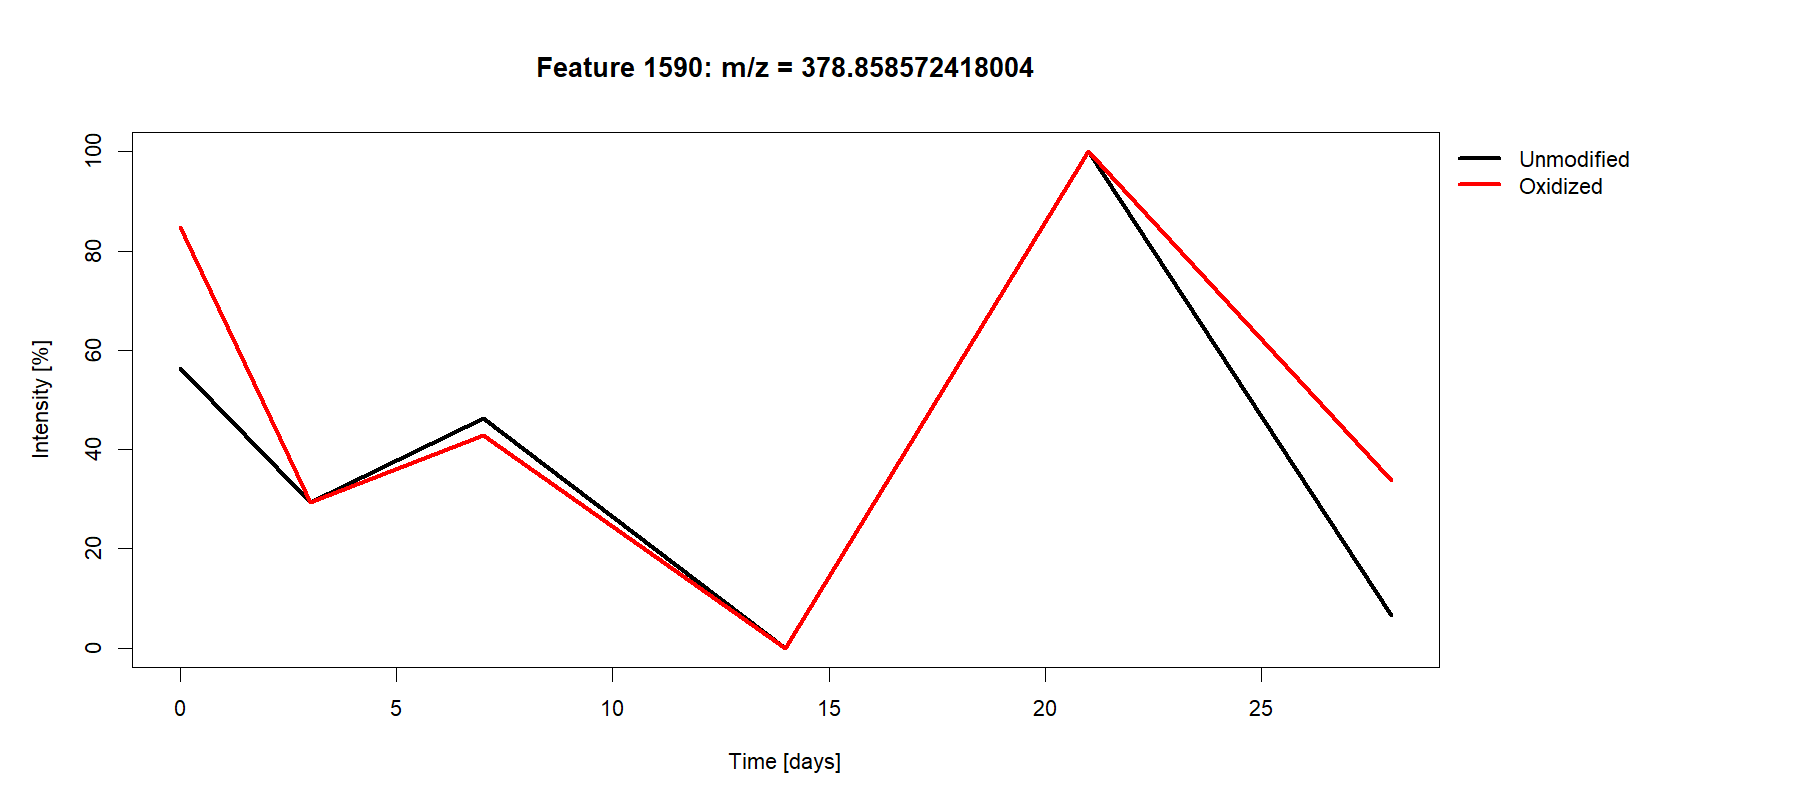 Feature 1590: m/z = 378.858572418004
Unmodified
Oxidized
Intensity [%]
100
80
60
40
20
0
0 5 10 15 20 25
Time [days]